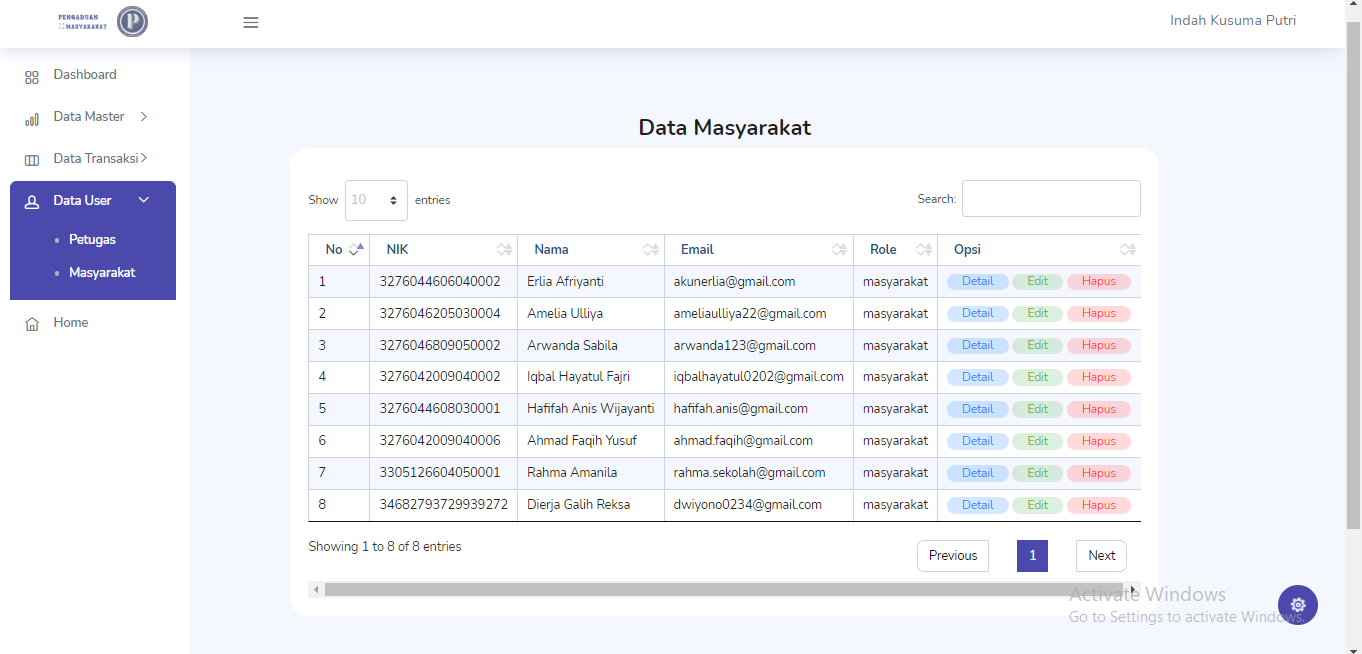 PENGADUAN
MASYARAKAT
P
Indah Kusuma Putri
Dashboard
Data Master
Data Transaksi
Data User
Petugas
Masyarakat
Home
Data Masyarakat
Show 10 entries Search:
No NIK Nama Email Role Opsi
1 3276044606040002 Erlia Afriyanti akunerlia@gmail.com masyarakat Detail Edit Hapus
2 3276046205030004 Amelia Ulliya ameliaulliya22@gmail.com masyarakat Detail Edit Hapus
3 3276046809050002 Arwanda Sabila arwanda123@gmail.com masyarakat Detail Edit Hapus
4 3276042009040002 Iqbal Hayatul Fajri iqbalhayatul0202@gmail.com masyarakat Detail Edit Hapus
5 3276044608030001 Hafifah Anis Wijayanti hafifah.anis@gmail.com masyarakat Detail Edit Hapus
6 3276042009040006 Ahmad Faqih Yusuf ahmad.faqih@gmail.com masyarakat Detail Edit Hapus
7 3305126604050001 Rahma Amanila rahma.sekolah@gmail.com masyarakat Detail Edit Hapus
8 34682793729939272 Dierja Galih Reksa dwiyono0234@gmail.com masyarakat Detail Edit Hapus
Showing 1 to 8 of 8 entries
Previous 1 Next
Activate Windows
Go to Settings to activate Windows.